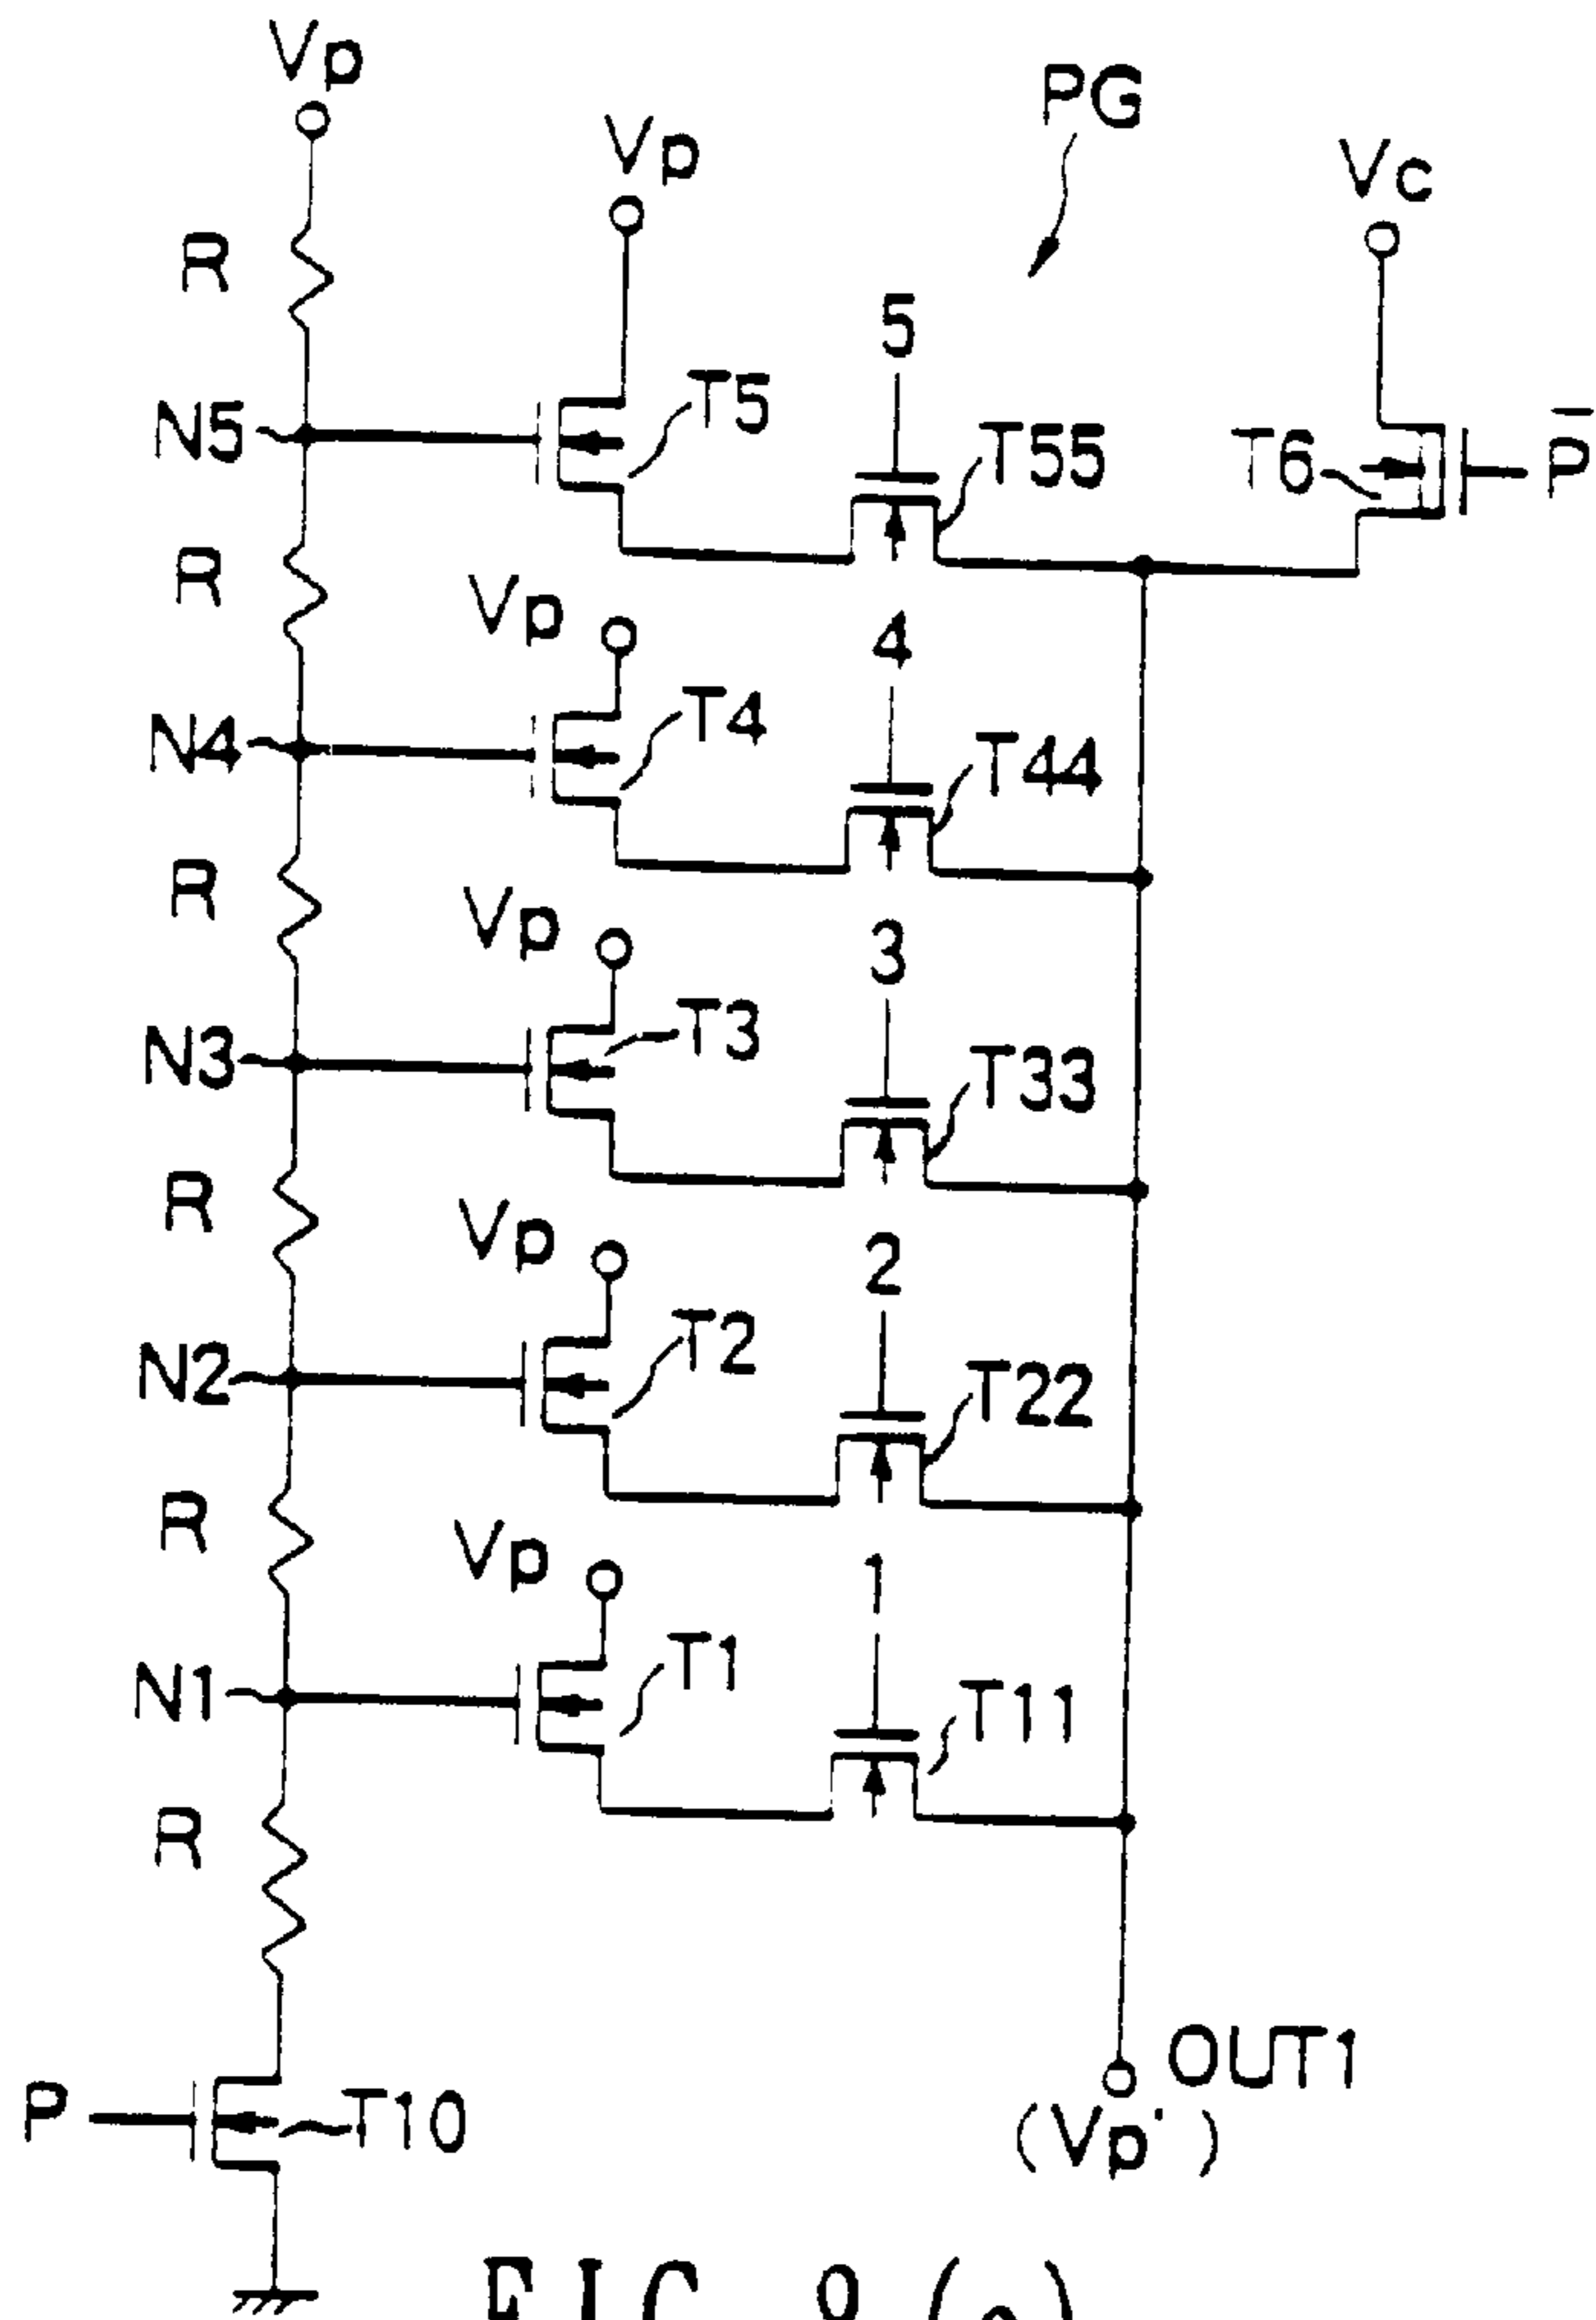 Vp
Vp
PG
Vc
R
5
N5
T5
T55
T6
P̅
R
Vp
4
N4
T4
T44
R
Vp
3
N3
T3
T33
R
Vp
2
N2
T2
T22
R
Vp
1
N1
T1
T11
R
OUT1
P
T10
(Vp')